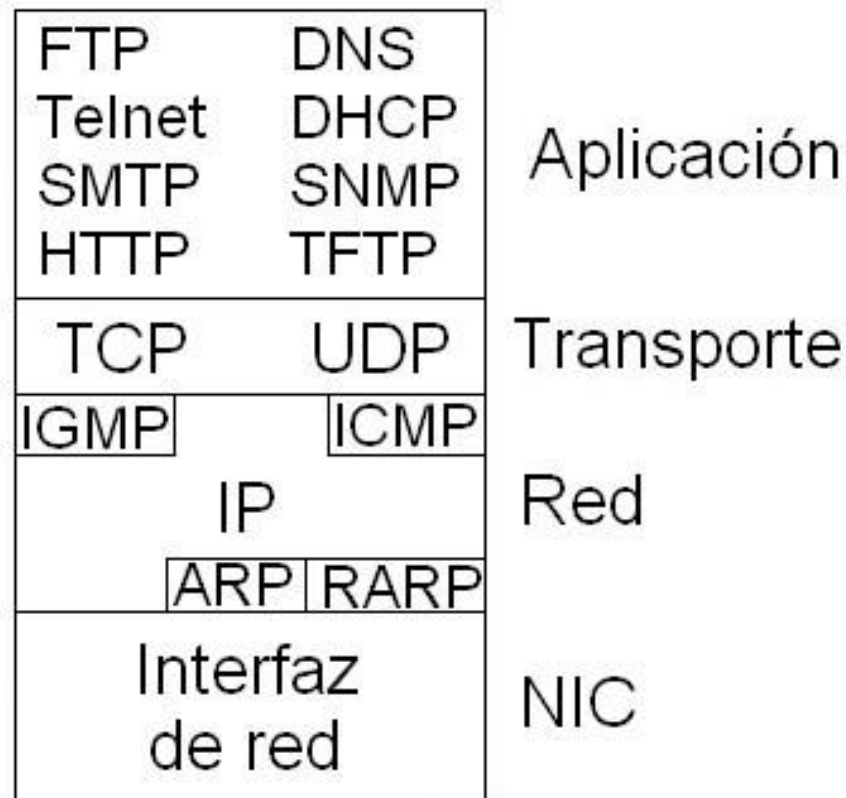 FTP DNS
Telnet DHCP
SMTP SNMP
HTTP TFTP
Aplicación
TCP UDP
Transporte
IGMP ICMP
IP
Red
ARP RARP
Interfaz
de red
NIC